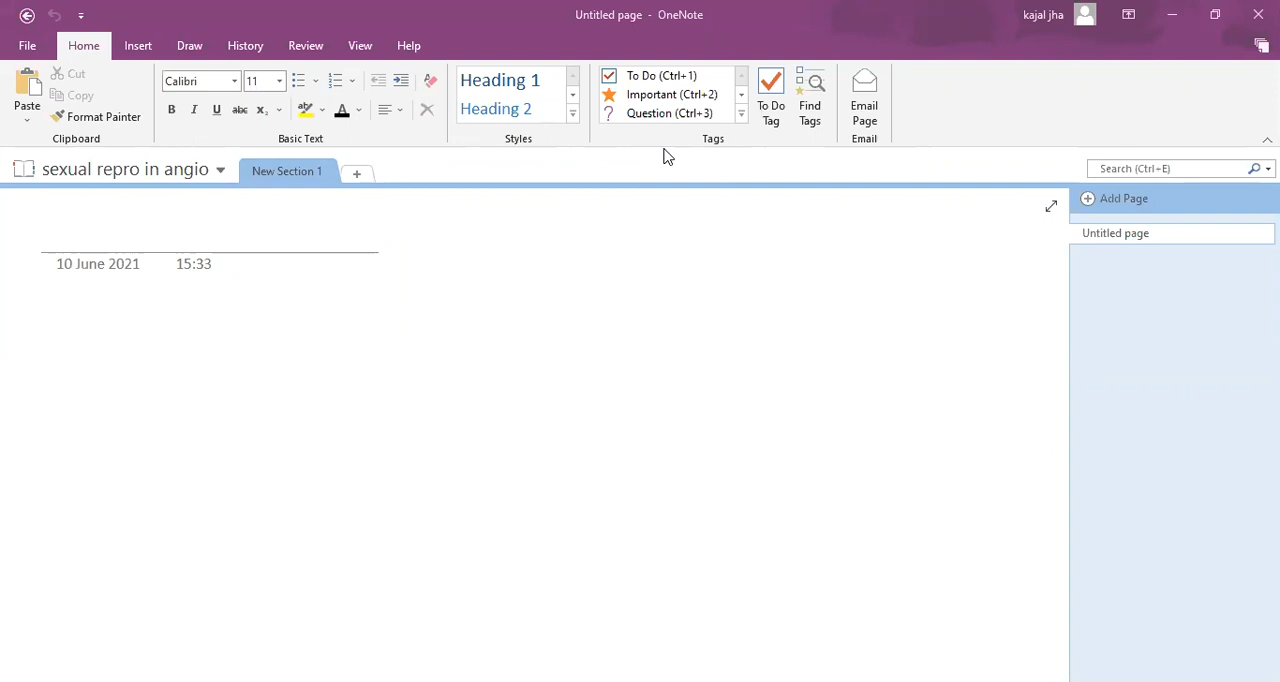 Untitled page - OneNote
kajal jha
File Home Insert Draw History Review View Help
Paste
Cut
Copy
Format Painter
Clipboard
Calibri 11
B I U abc x₂ A
Basic Text
Heading 1
Heading 2
Styles
To Do (Ctrl+1)
Important (Ctrl+2)
? Question (Ctrl+3)
Tags
To Do
Tag
Find
Tags
Email
Page
Email
sexual repro in angio
New Section 1
+
Search (Ctrl+E)
Add Page
Untitled page
10 June 2021 15:33